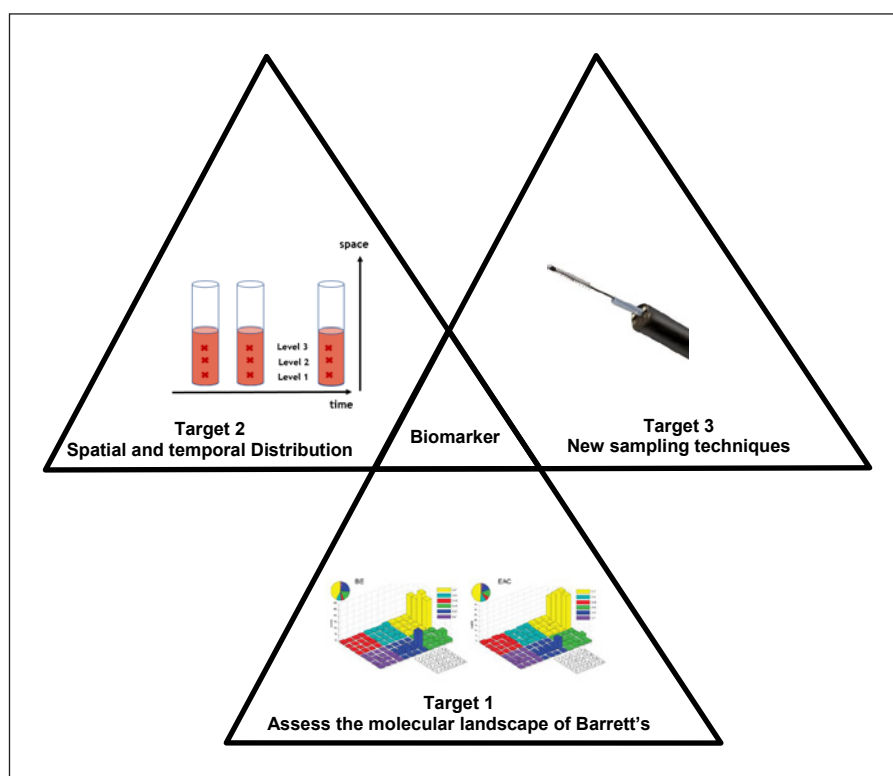 space
Level 3
Level 2
Level 1
time
Target 2
Spatial and temporal Distribution
Target 3
New sampling techniques
Biomarker
BE
EAC
Target 1
Assess the molecular landscape of Barrett's